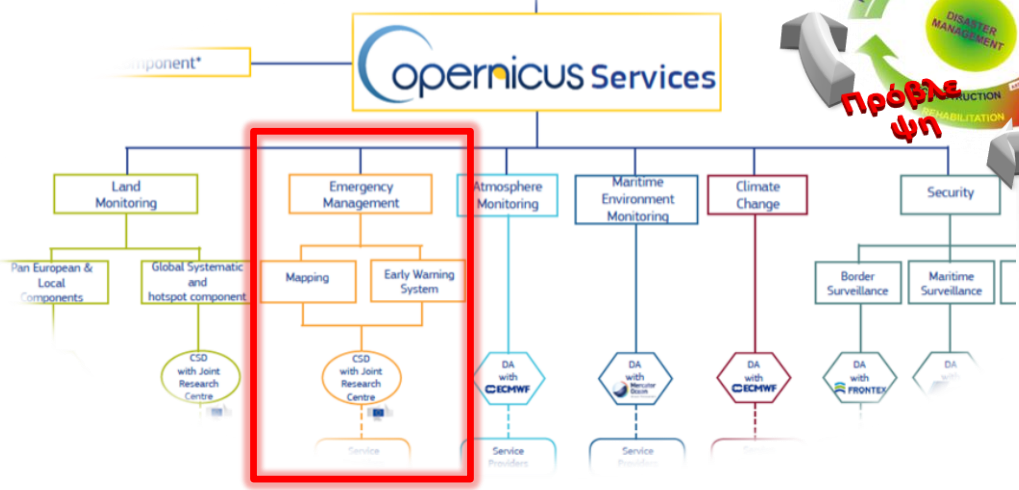 DISASTER
MANAGEMENT
Πρόβλε
ψη
REHABILITATION
Copernicus Services
Land
Monitoring
Emergency
Management
Atmosphere
Monitoring
Maritime
Environment
Monitoring
Climate
Change
Security
Pan European &
Local
Components
Global Systematic
and
hotspot component
Mapping
Early Warning
System
Border
Surveillance
Maritime
Surveillance
CSD
with Joint
Research
Centre
CSD
with Joint
Research
Centre
DA
with
ECMWF
DA
with
Mercator
Ocean
DA
with
ECMWF
DA
with
FRONTEX
DA
with
Service
Service
Providers
Service
Providers